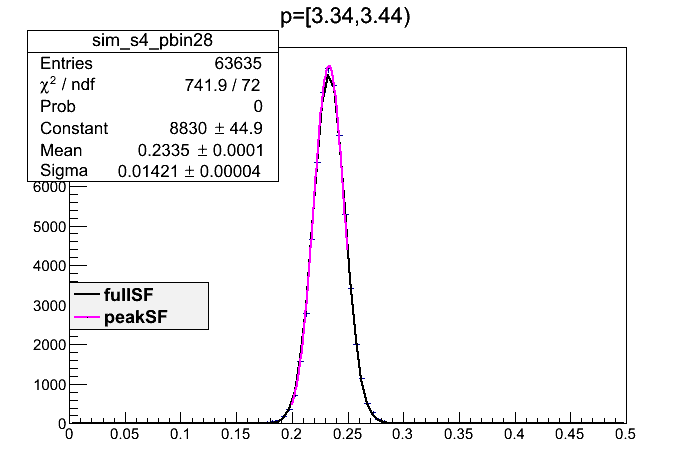 p=[3.34,3.44)
sim_s4_pbin28
Entries 63635
χ² / ndf 741.9 / 72
Prob 0
Constant 8830 ± 44.9
Mean 0.2335 ± 0.0001
Sigma 0.01421 ± 0.00004
6000
5000
4000
3000
2000
1000
0
fullSF
peakSF
0 0.05 0.1 0.15 0.2 0.25 0.3 0.35 0.4 0.45 0.5